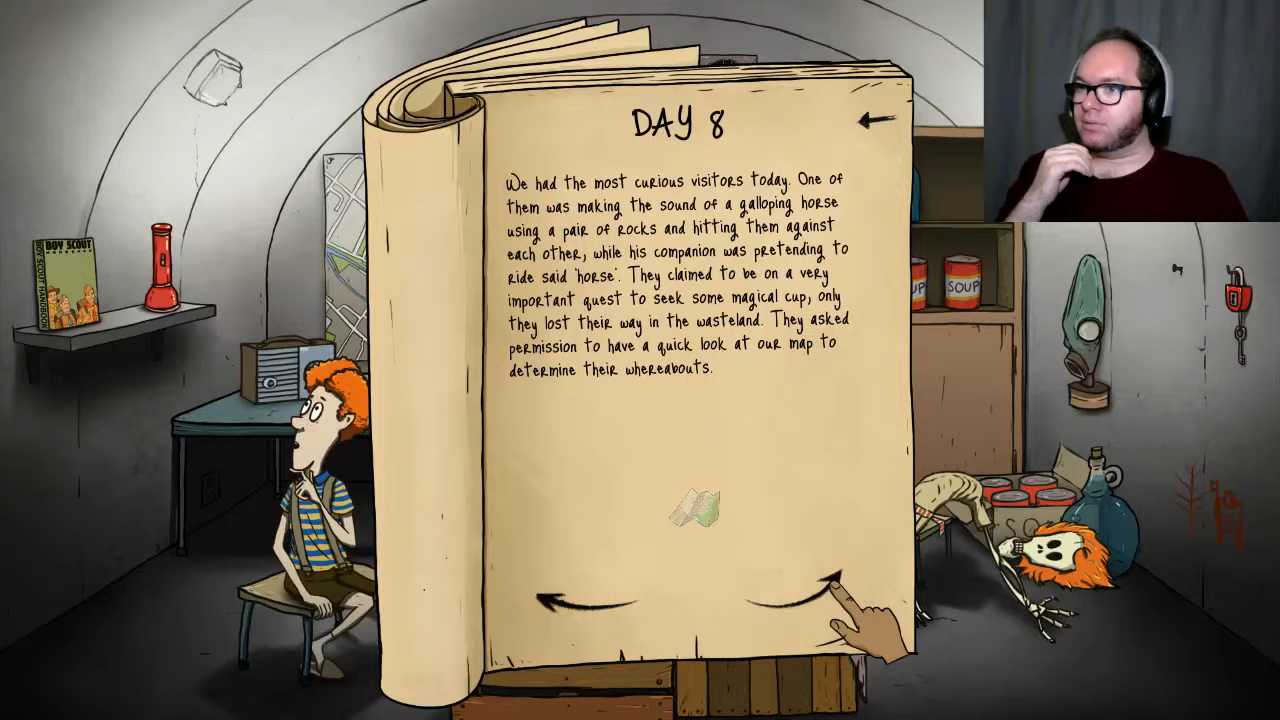 DAY 8
We had the most curious visitors today. One of
them was making the sound of a galloping horse
using a pair of rocks and hitting them against
each other, while his companion was pretending to
ride said 'horse'. They claimed to be on a very
important quest to seek some magical cup, only
they lost their way in the wasteland. They asked
permission to have a quick look at our map to
determine their whereabouts.
BOY SCOUT
BOY SCOUT HANDBOOK
SOUP